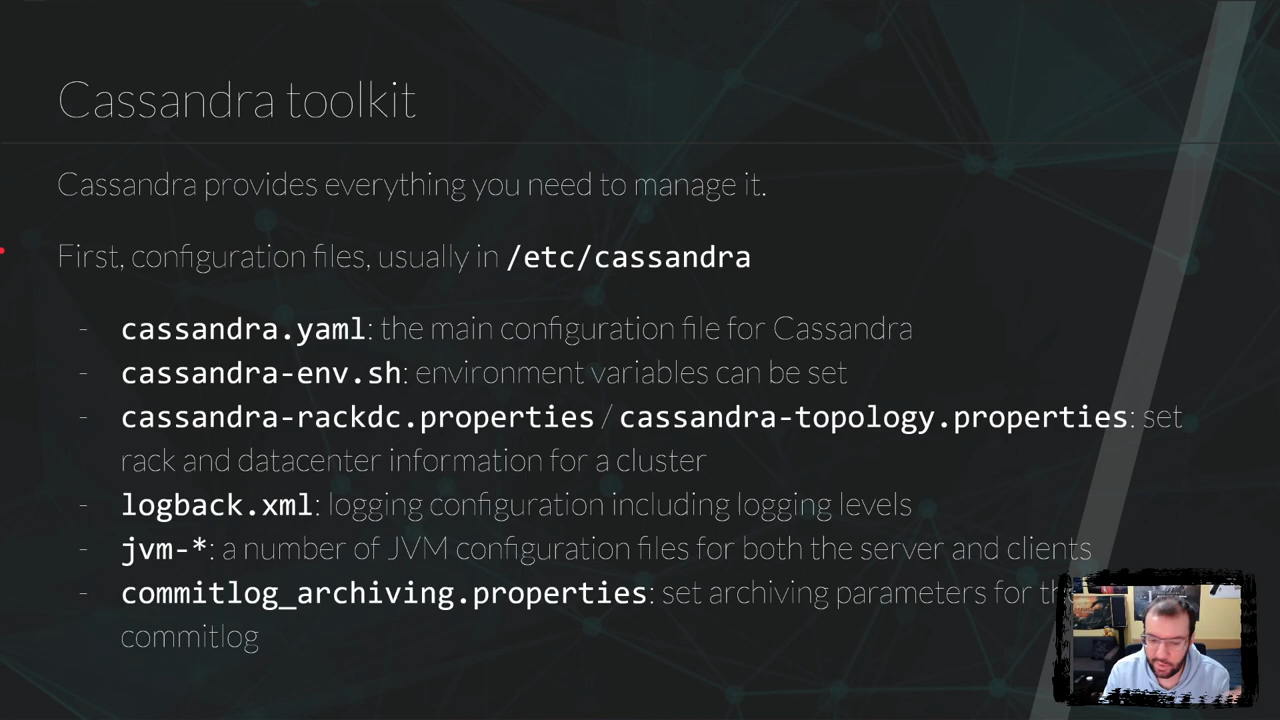 Cassandra toolkit
Cassandra provides everything you need to manage it.
First, configuration files, usually in /etc/cassandra
- cassandra.yaml: the main configuration file for Cassandra
- cassandra-env.sh: environment variables can be set
- cassandra-rackdc.properties / cassandra-topology.properties: set
rack and datacenter information for a cluster
- logback.xml: logging configuration including logging levels
- jvm-*: a number of JVM configuration files for both the server and clients
- commitlog_archiving.properties: set archiving parameters for
commitlog